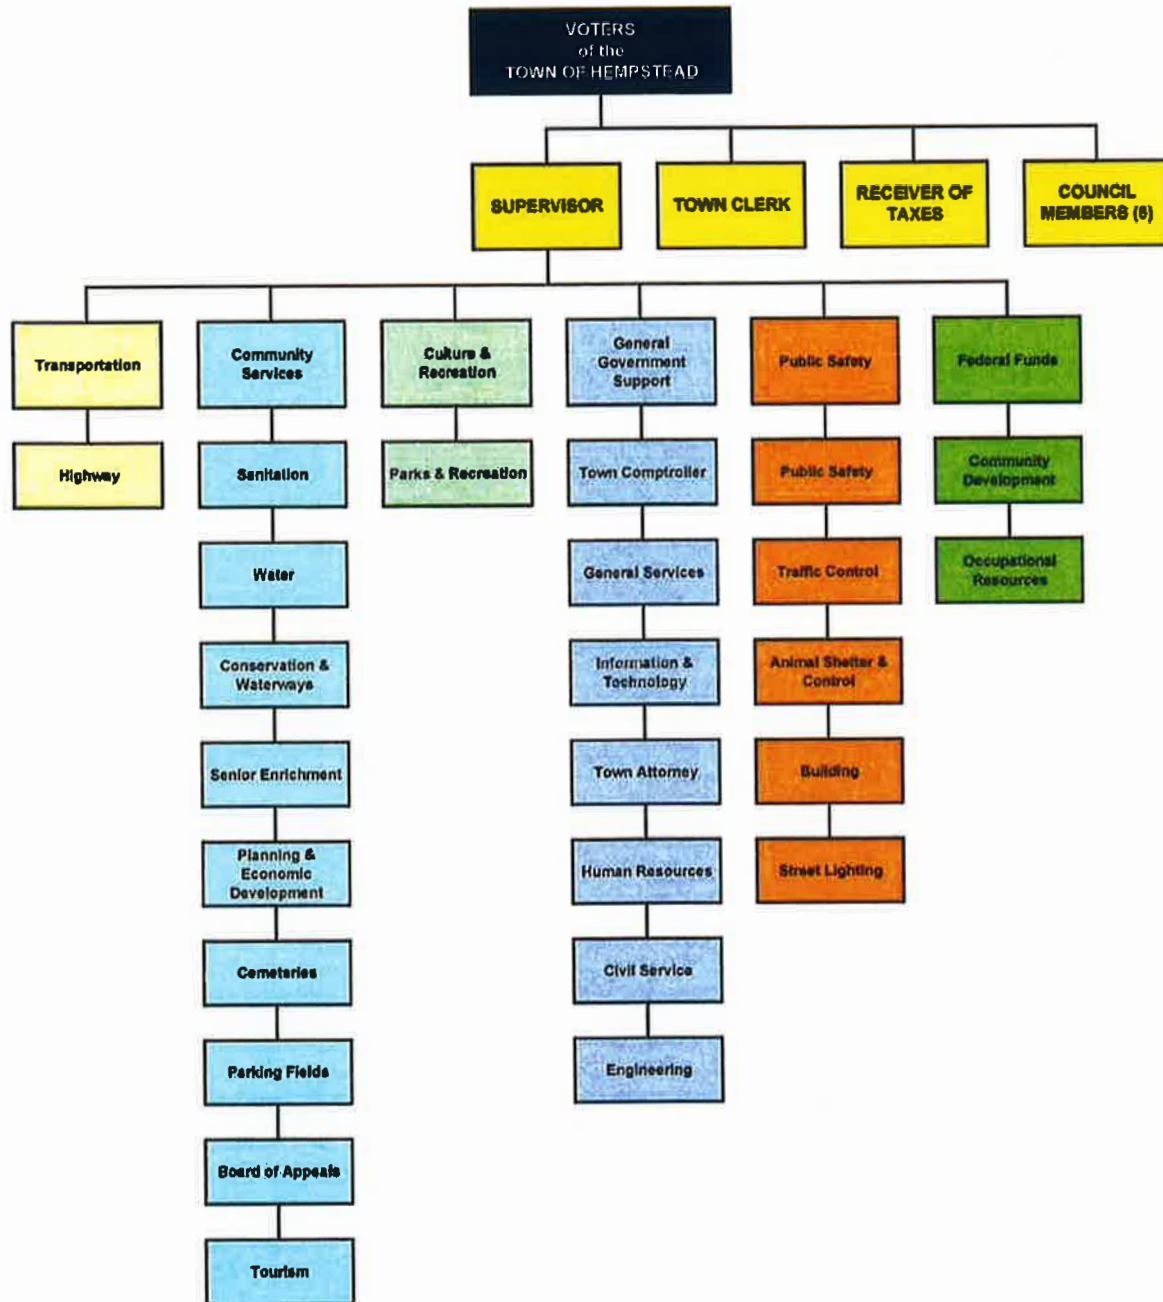 VOTERS
of the
TOWN OF HEMPSTEAD
SUPERVISOR
TOWN CLERK
RECEIVER OF
TAXES
COUNCIL
MEMBERS (6)
Transportation
Highway
Community
Services
Sanitation
Water
Conservation &
Waterways
Senior Enrichment
Planning &
Economic
Development
Cemeteries
Parking Fields
Board of Appeals
Tourism
Culture &
Recreation
Parks & Recreation
General
Government
Support
Town Comptroller
General Services
Information &
Technology
Town Attorney
Human Resources
Civil Service
Engineering
Public Safety
Public Safety
Traffic Control
Animal Shelter &
Control
Building
Street Lighting
Federal Funds
Community
Development
Occupational
Resources